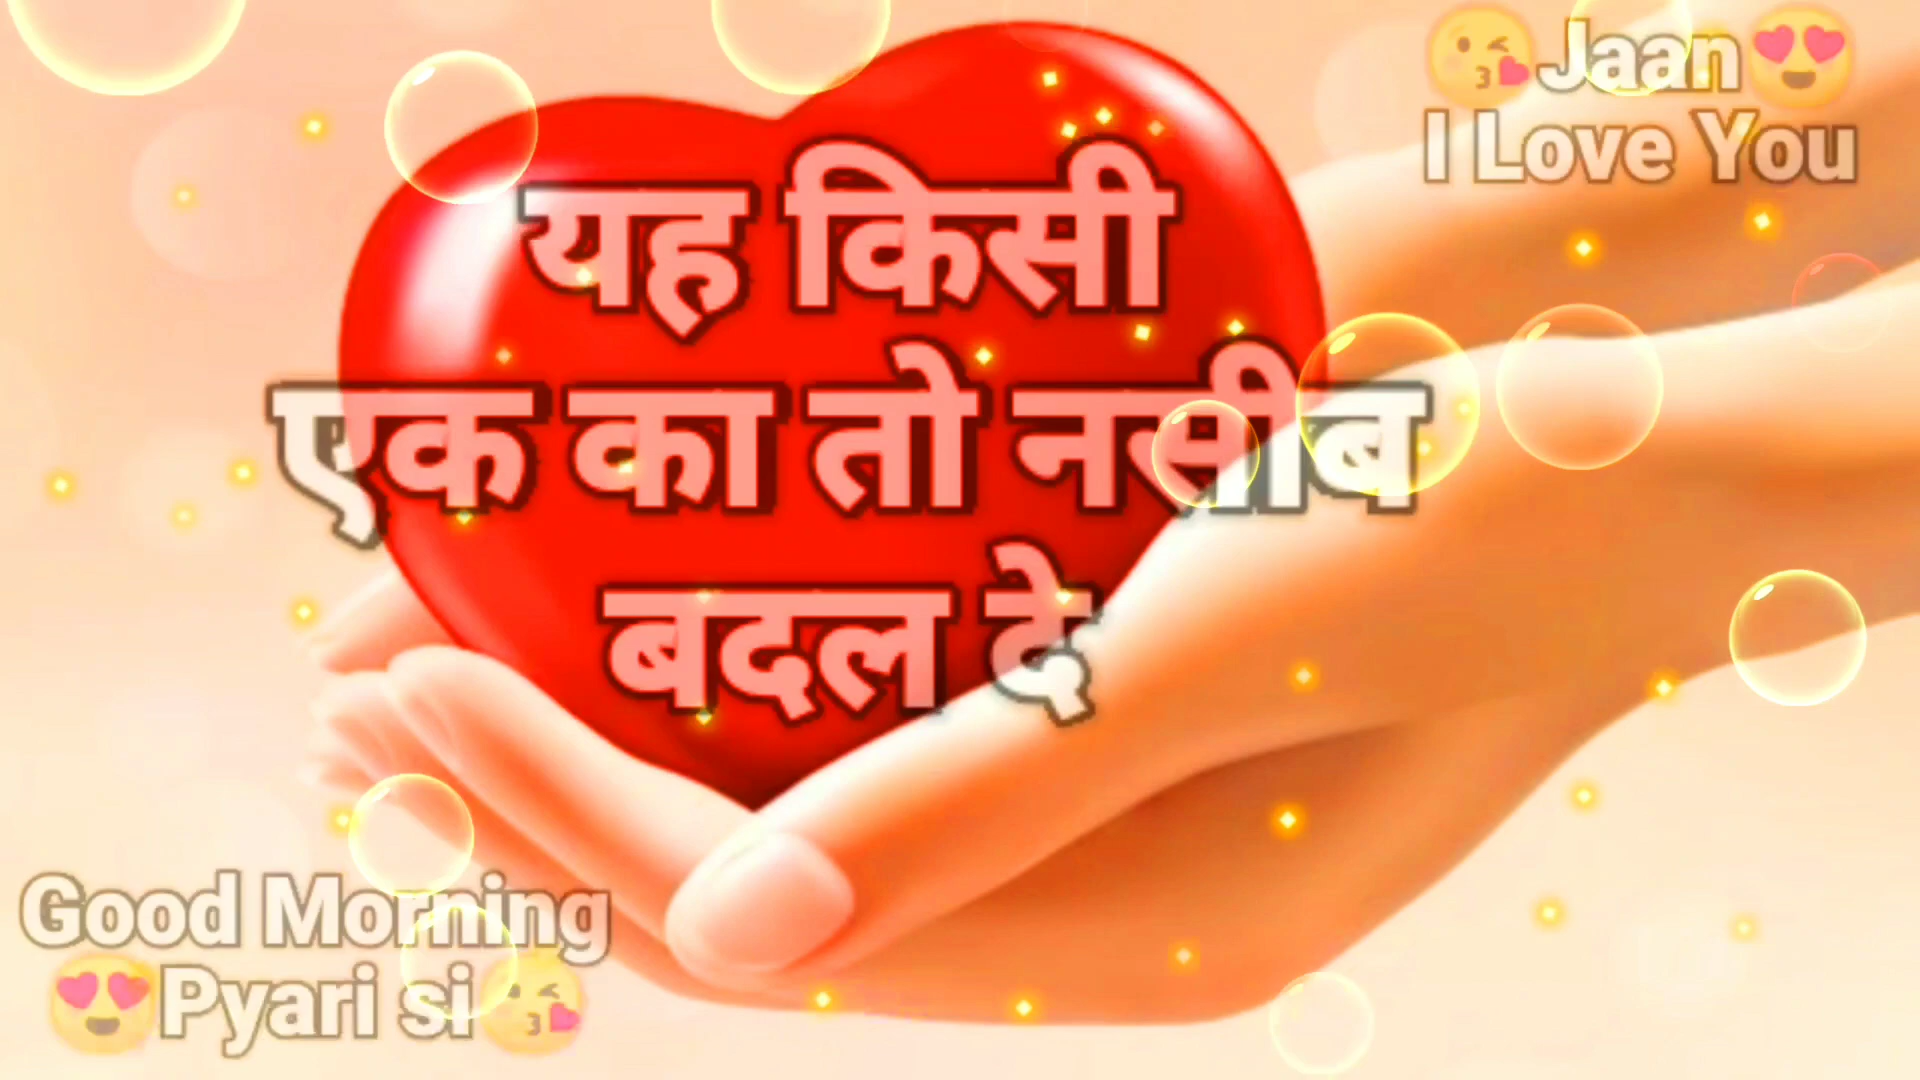 😘Jaan😍
I Love You
यह किसी
एक का तो नसीब
बदल दे
Good Morning
😍Pyari si😘